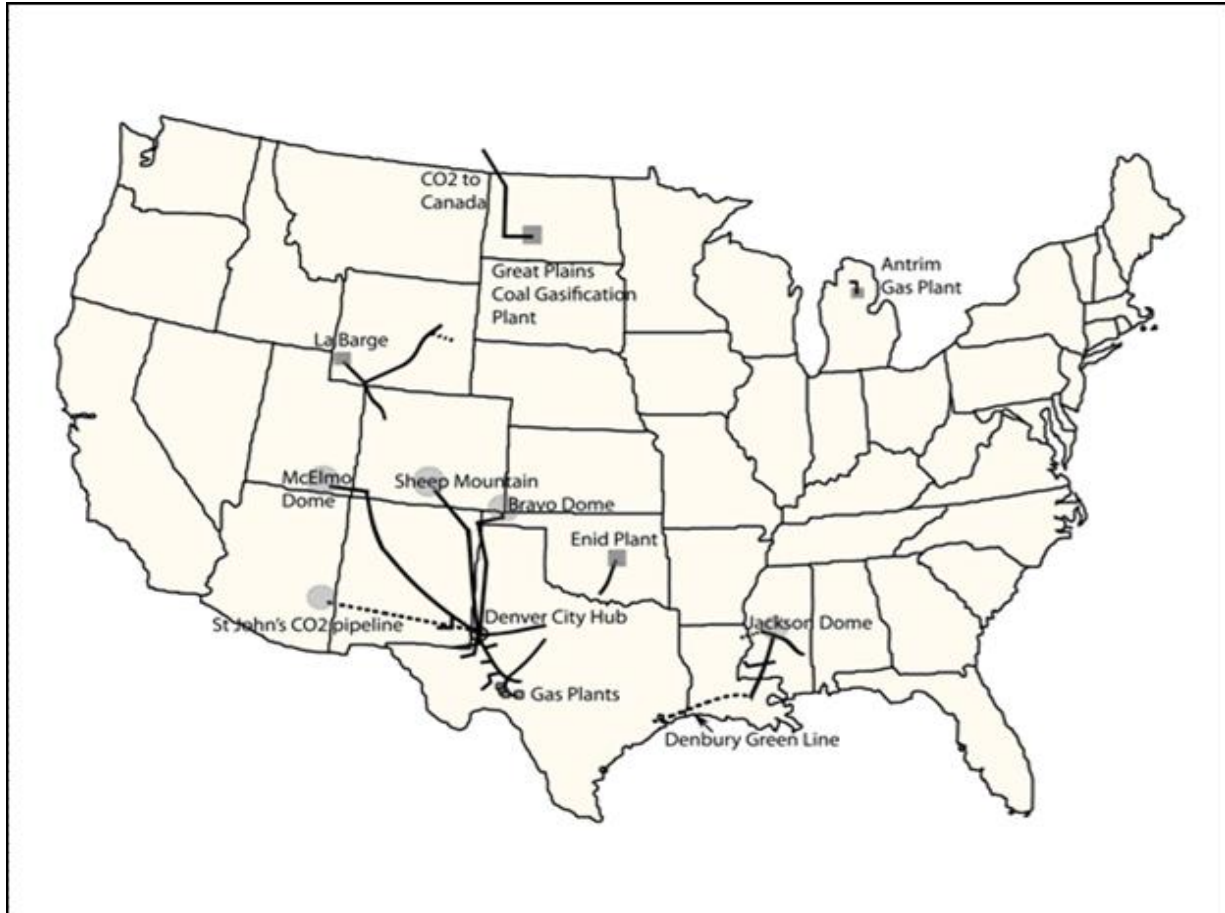 CO2 to
Canada
Great Plains
Coal Gasification
Plant
Antrim
Gas Plant
La Barge
McElmo
Dome
Sheep Mountain
Bravo Dome
Enid Plant
St John's CO2 pipeline
Denver City Hub
Jackson Dome
Gas Plants
Denbury Green Line